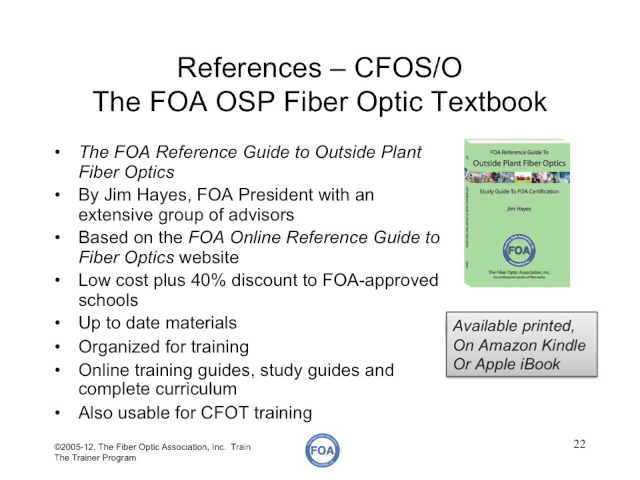 References – CFOS/O
The FOA OSP Fiber Optic Textbook
• The FOA Reference Guide to Outside Plant
Fiber Optics
• By Jim Hayes, FOA President with an
extensive group of advisors
• Based on the FOA Online Reference Guide to
Fiber Optics website
• Low cost plus 40% discount to FOA-approved
schools
• Up to date materials
• Organized for training
• Online training guides, study guides and
complete curriculum
• Also usable for CFOT training
FOA Reference Guide To
Outside Plant Fiber Optics
Study Guide To FOA Certification
Jim Hayes
FOA
The Fiber Optic Association, Inc.
Available printed,
On Amazon Kindle
Or Apple iBook
©2005-12, The Fiber Optic Association, Inc. Train
The Trainer Program
FOA
22